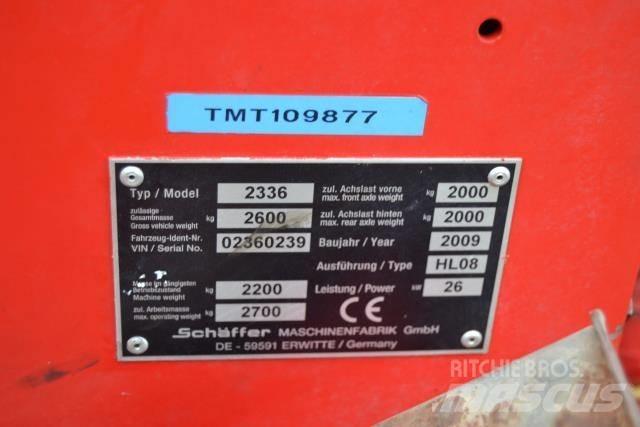 TMT109877
Typ / Model 2336
zulässige
Gesamtmasse
Gross vehicle weight kg 2600
Fahrzeug-Ident-Nr.
VIN / Serial No. 02360239
Masse im gängigsten
Betriebszustand
Machine weight kg 2200
zul. Arbeitsmasse
max. operating weight kg 2700
zul. Achslast vorne
max. front axle weight kg 2000
zul. Achslast hinten
max. rear axle weight kg 2000
Baujahr / Year 2009
Ausführung / Type HL08
Leistung / Power kW 26
CE
Schäffer MASCHINENFABRIK GmbH
DE - 59591 ERWITTE / Germany
RITCHIE BROS.
mascus